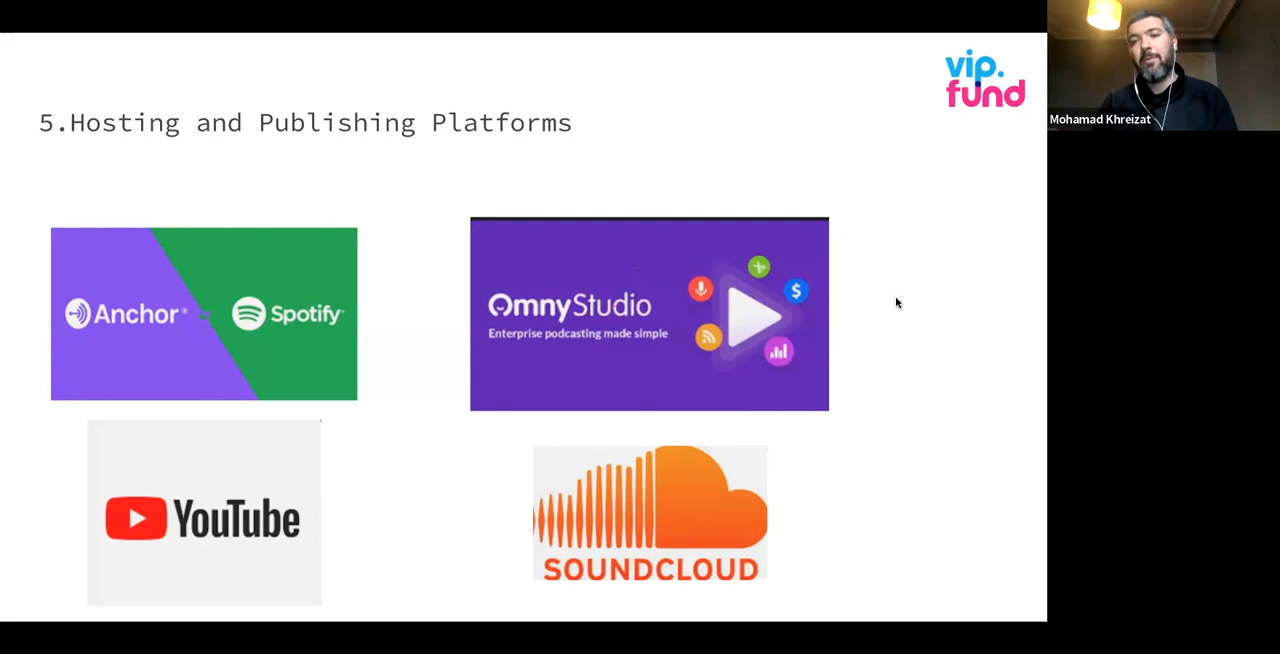 vip.
fund
Mohamad Khreizat
5.Hosting and Publishing Platforms
Anchor®
Spotify
OmnyStudio
Enterprise podcasting made simple
$
YouTube
SOUNDCLOUD